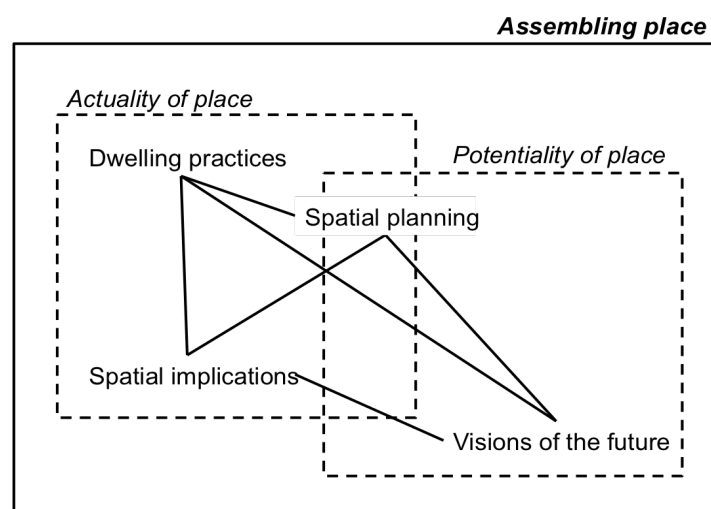 Assembling place
Actuality of place
Dwelling practices
Potentiality of place
Spatial planning
Spatial implications
Visions of the future